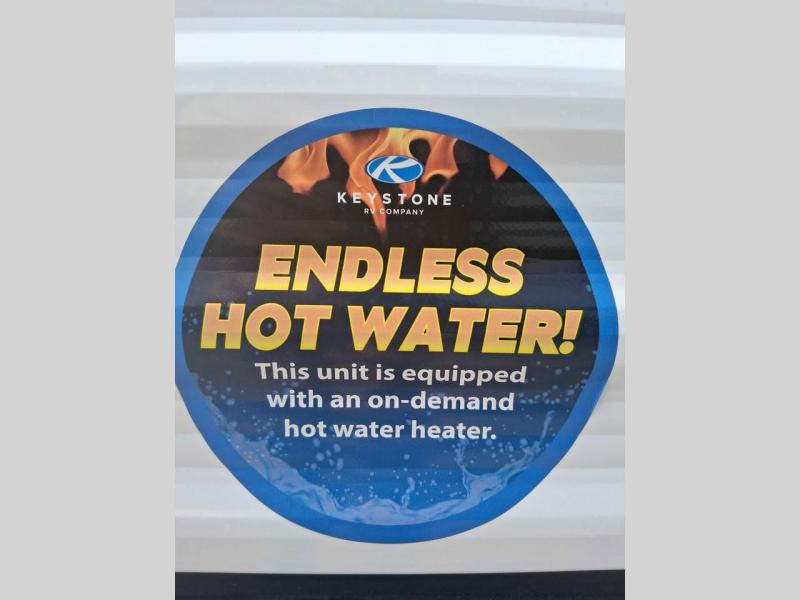 K
KEYSTONE
RV COMPANY
ENDLESS
HOT WATER!
This unit is equipped
with an on-demand
hot water heater.